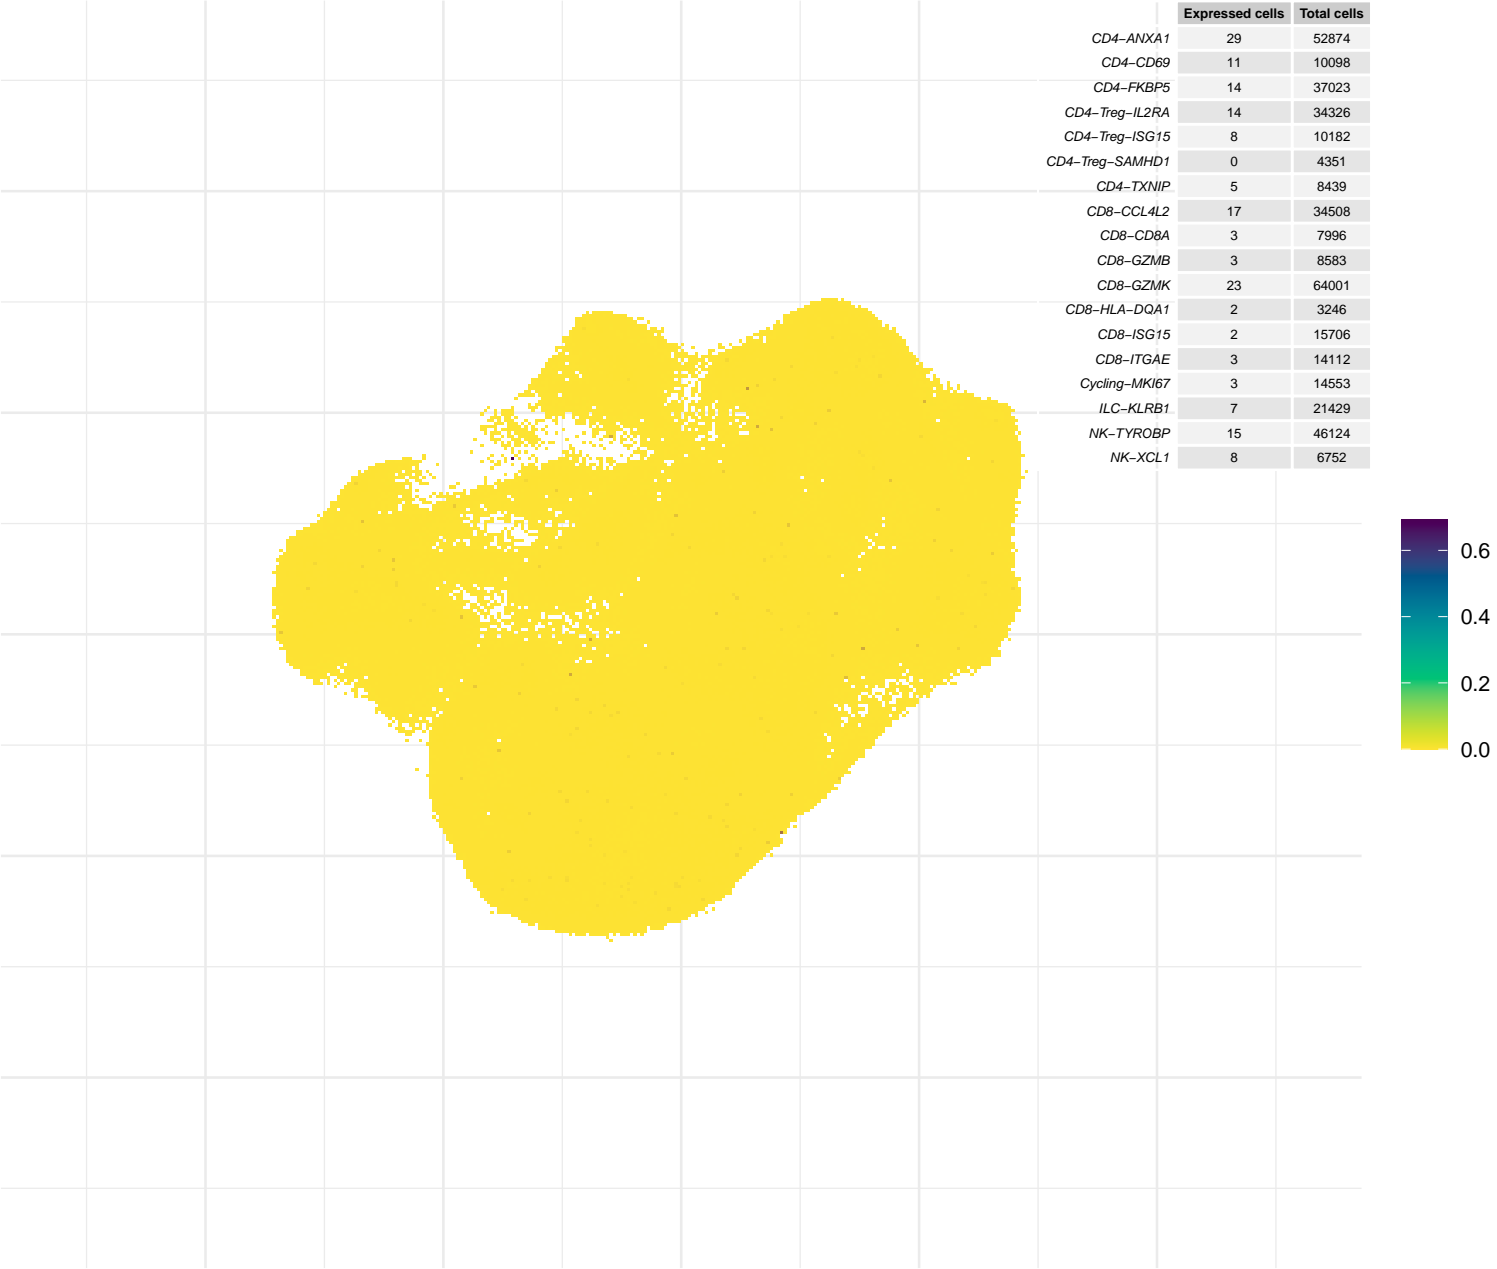 Expressed cells Total cells
CD4−ANXA1 29 52874
CD4−CD69 11 10098
CD4−FKBP5 14 37023
CD4−Treg−IL2RA 14 34326
CD4−Treg−ISG15 8 10182
CD4−Treg−SAMHD1 0 4351
CD4−TXNIP 5 8439
CD8−CCL4L2 17 34508
CD8−CD8A 3 7996
CD8−GZMB 3 8583
CD8−GZMK 23 64001
CD8−HLA−DQA1 2 3246
CD8−ISG15 2 15706
CD8−ITGAE 3 14112
Cycling−MKI67 3 14553
ILC−KLRB1 7 21429
NK−TYROBP 15 46124
NK−XCL1 8 6752
0.6
0.4
0.2
0.0